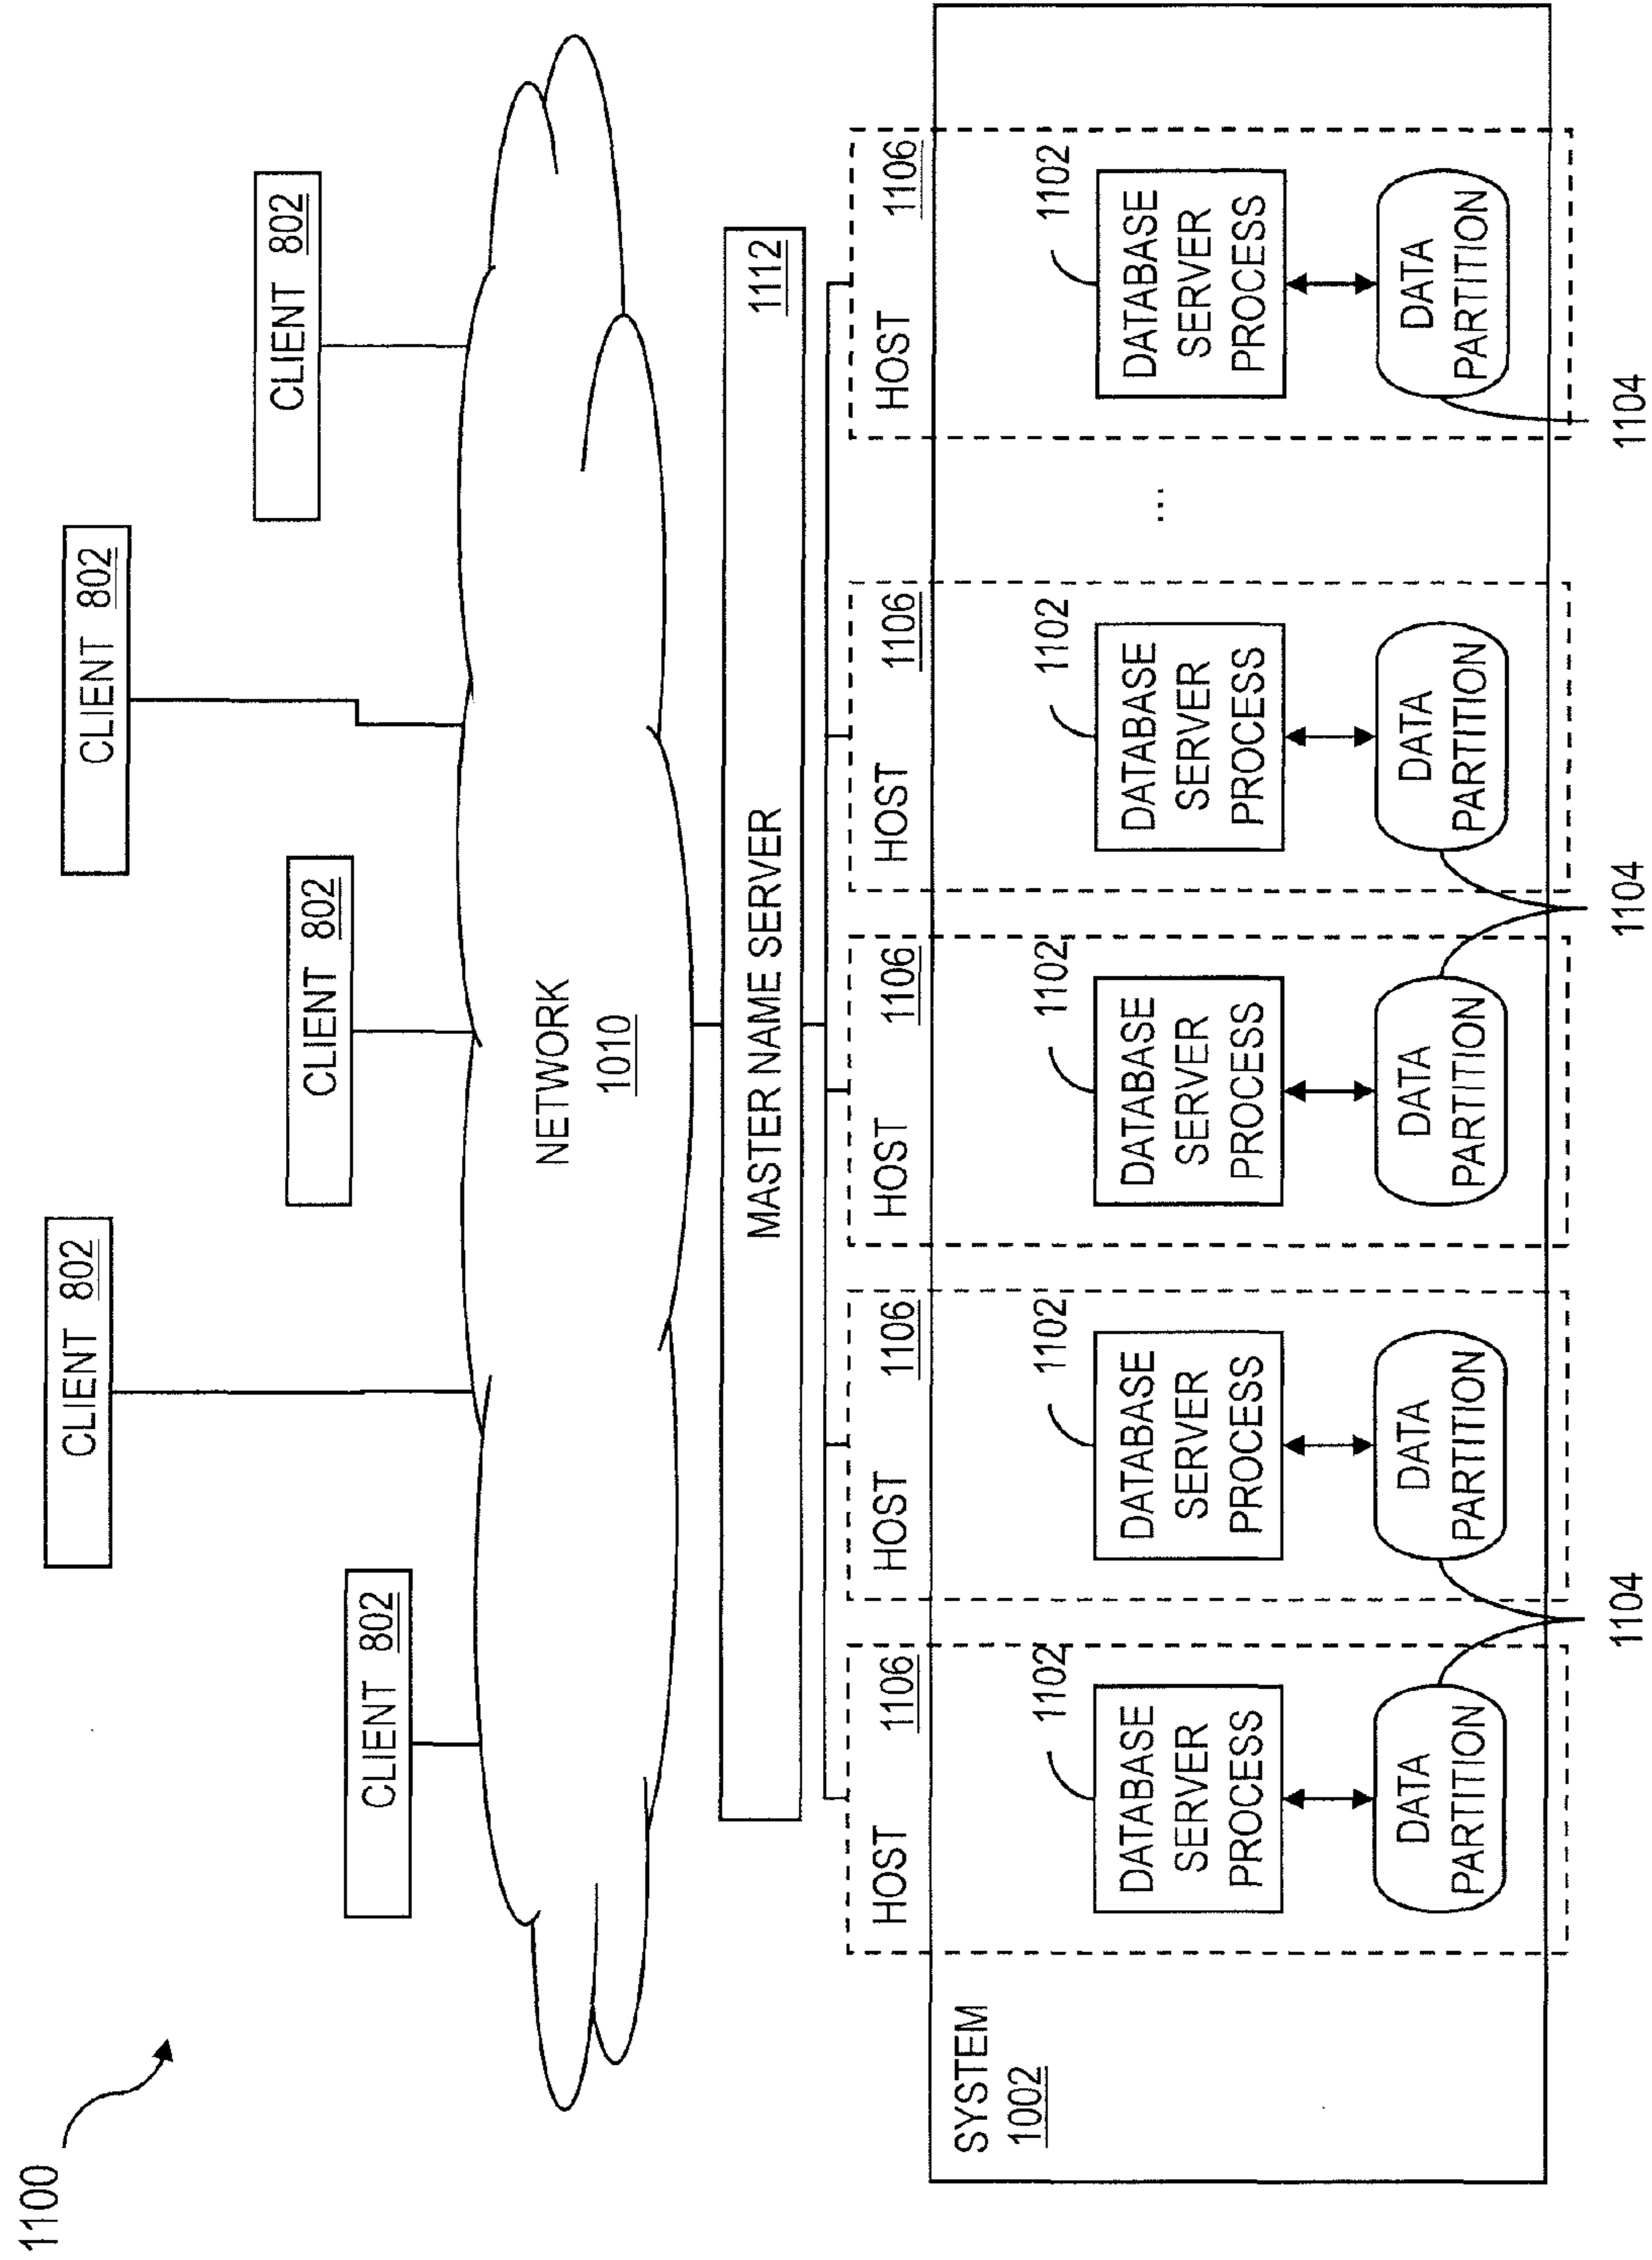 1100
CLIENT 802
CLIENT 802
CLIENT 802
CLIENT 802
CLIENT 802
NETWORK
1010
MASTER NAME SERVER 1112
HOST 1106
HOST 1106
HOST 1106
HOST 1106
HOST 1106
SYSTEM
1002
1102
DATABASE
SERVER
PROCESS
DATA
PARTITION
1102
DATABASE
SERVER
PROCESS
DATA
PARTITION
1102
DATABASE
SERVER
PROCESS
DATA
PARTITION
1102
DATABASE
SERVER
PROCESS
DATA
PARTITION
...
1102
DATABASE
SERVER
PROCESS
DATA
PARTITION
1104
1104
1104